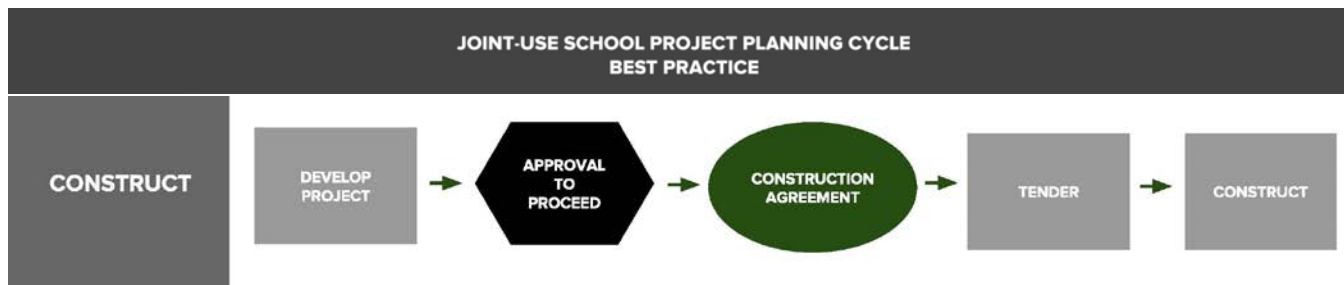 JOINT-USE SCHOOL PROJECT PLANNING CYCLE
BEST PRACTICE
CONSTRUCT
DEVELOP
PROJECT
APPROVAL
TO
PROCEED
CONSTRUCTION
AGREEMENT
TENDER
CONSTRUCT